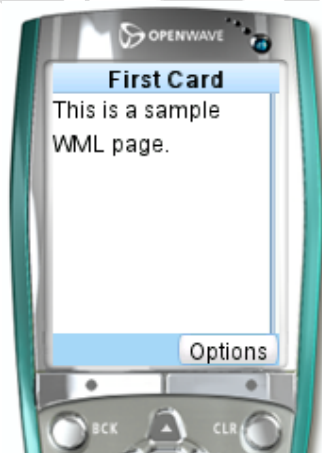 OPENWAVE
First Card
This is a sample
WML page.
Options
BCK
CLR